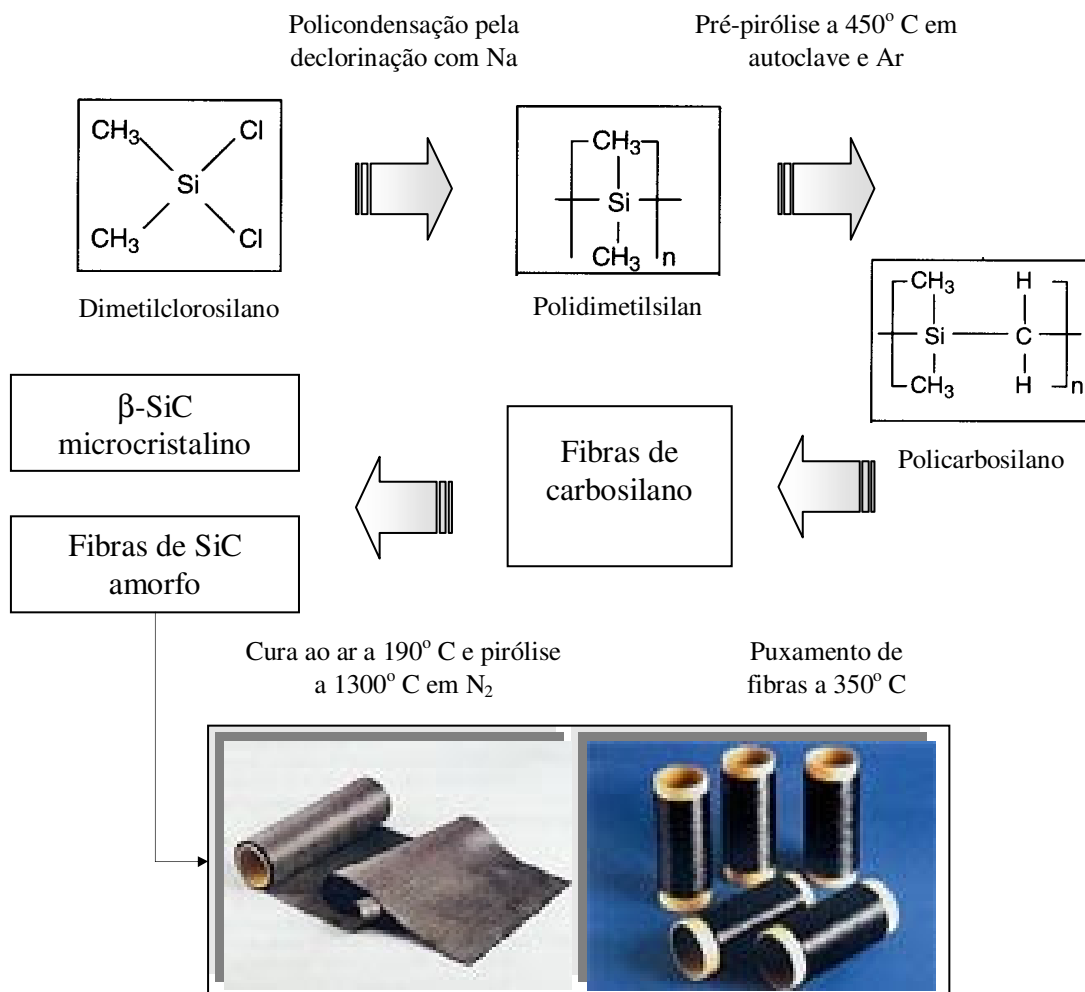 Policondensação pela
declorinação com Na
Pré-pirólise a 450° C em
autoclave e Ar
CH₃
Cl
Si
CH₃
Cl
CH₃
Si
CH₃
n
Dimetilclorosilano
Polidimetilsilan
CH₃
H
Si
C
CH₃
H
n
Policarbosilano
β-SiC
microcristalino
Fibras de
carbosilano
Fibras de SiC
amorfo
Cura ao ar a 190° C e pirólise
a 1300° C em N₂
Puxamento de
fibras a 350° C